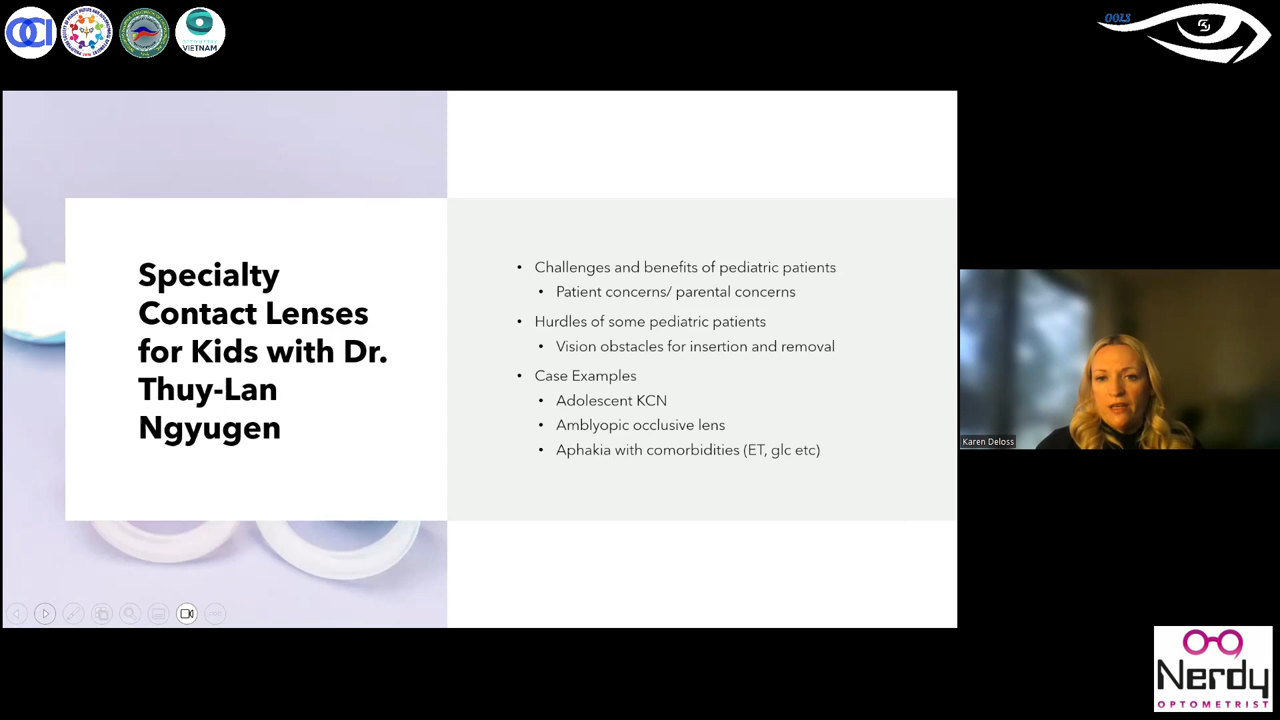 OCI
OPTOMETRY
VIETNAM
OOLS
Specialty
Contact Lenses
for Kids with Dr.
Thuy-Lan
Ngyugen
• Challenges and benefits of pediatric patients
• Patient concerns/ parental concerns
• Hurdles of some pediatric patients
• Vision obstacles for insertion and removal
• Case Examples
• Adolescent KCN
• Amblyopic occlusive lens
• Aphakia with comorbidities (ET, glc etc)
Karen Deloss
Nerdy
OPTOMETRIST